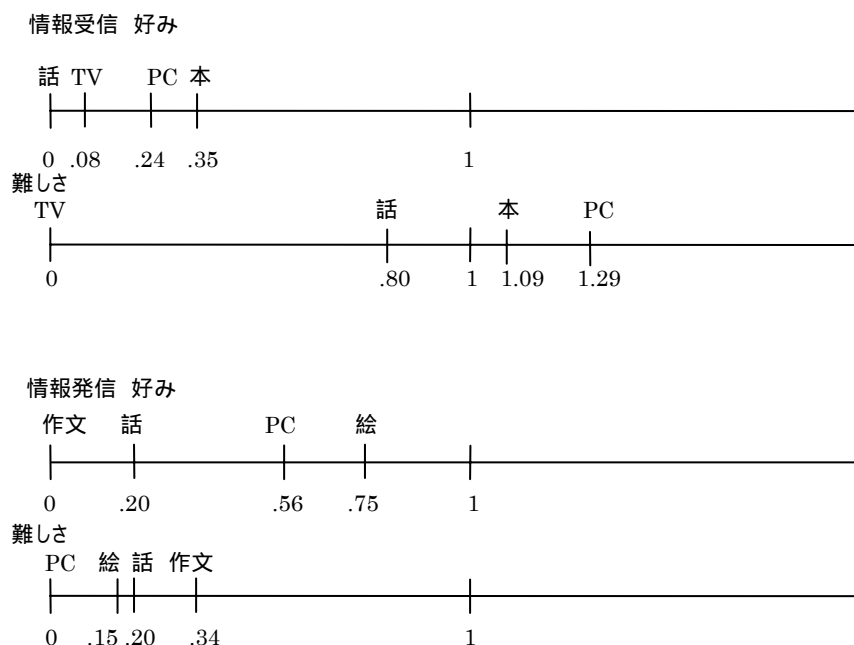 情報受信 好み
話 TV PC 本
0 .08 .24 .35 1
難しさ
TV 話 本 PC
0 .80 1 1.09 1.29
情報発信 好み
作文 話 PC 絵
0 .20 .56 .75 1
難しさ
PC 絵 話 作文
0 .15 .20 .34 1